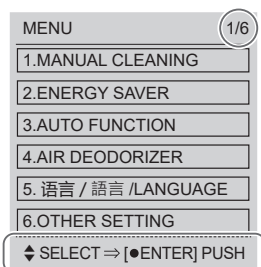 MENU 1/6
1.MANUAL CLEANING
2.ENERGY SAVER
3.AUTO FUNCTION
4.AIR DEODORIZER
5. 语言 / 語言 /LANGUAGE
6.OTHER SETTING
♦ SELECT ⇒ [●ENTER] PUSH